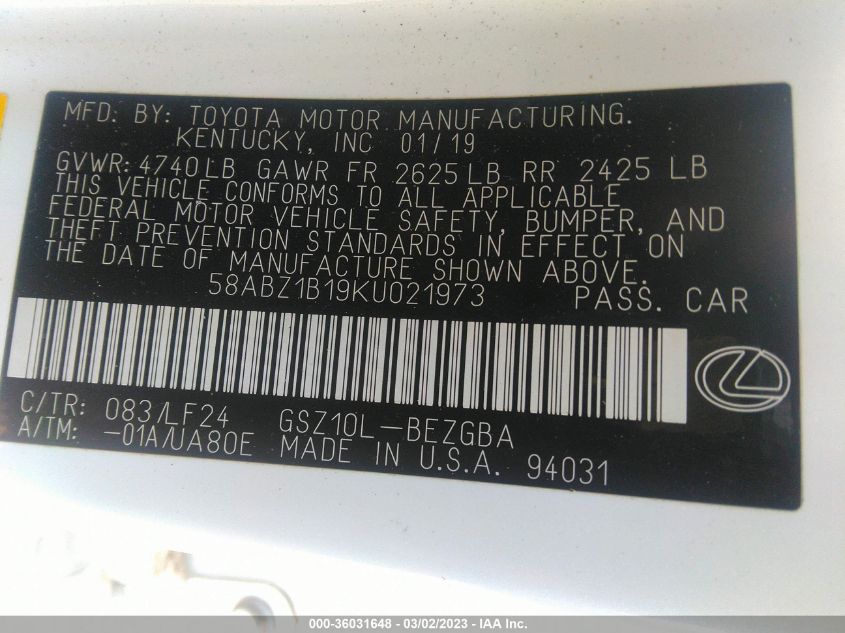 MFD. BY: TOYOTA MOTOR MANUFACTURING.
KENTUCKY, INC 01/19
GVWR: 4740LB GAWR FR 2625LB RR 2425 LB
THIS VEHICLE CONFORMS TO ALL APPLICABLE
FEDERAL MOTOR VEHICLE SAFETY, BUMPER, AND
THEFT PREVENTION STANDARDS IN EFFECT ON
THE DATE OF MANUFACTURE SHOWN ABOVE.
58ABZ1B19KU021973 PASS. CAR
C/TR: 083/LF24 GSZ10L-BEZGBA
A/TM: -01A/UA80E MADE IN U.S.A. 94031
000-36031648 - 03/02/2023 - IAA Inc.